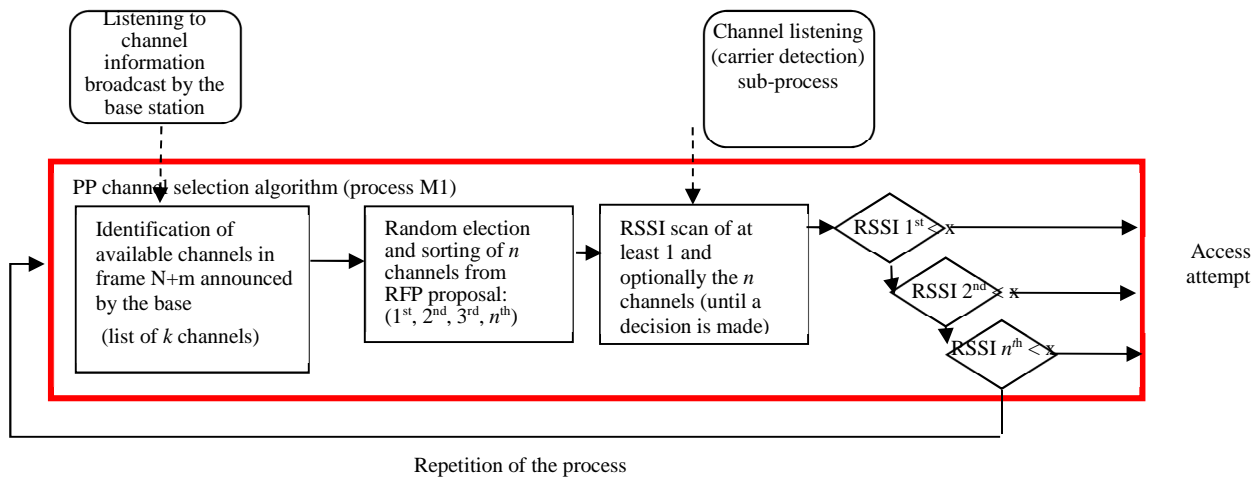 Listening to
channel
information
broadcast by the
base station
Channel listening
(carrier detection)
sub-process
PP channel selection algorithm (process M1)
Identification of
available channels in
frame N+m announced
by the base
(list of k channels)
Random election
and sorting of n
channels from
RFP proposal:
(1st, 2nd, 3rd, nth)
RSSI scan of at
least 1 and
optionally the n
channels (until a
decision is made)
RSSI 1st < x
RSSI 2nd < x
RSSI nth < x
Access
attempt
Repetition of the process